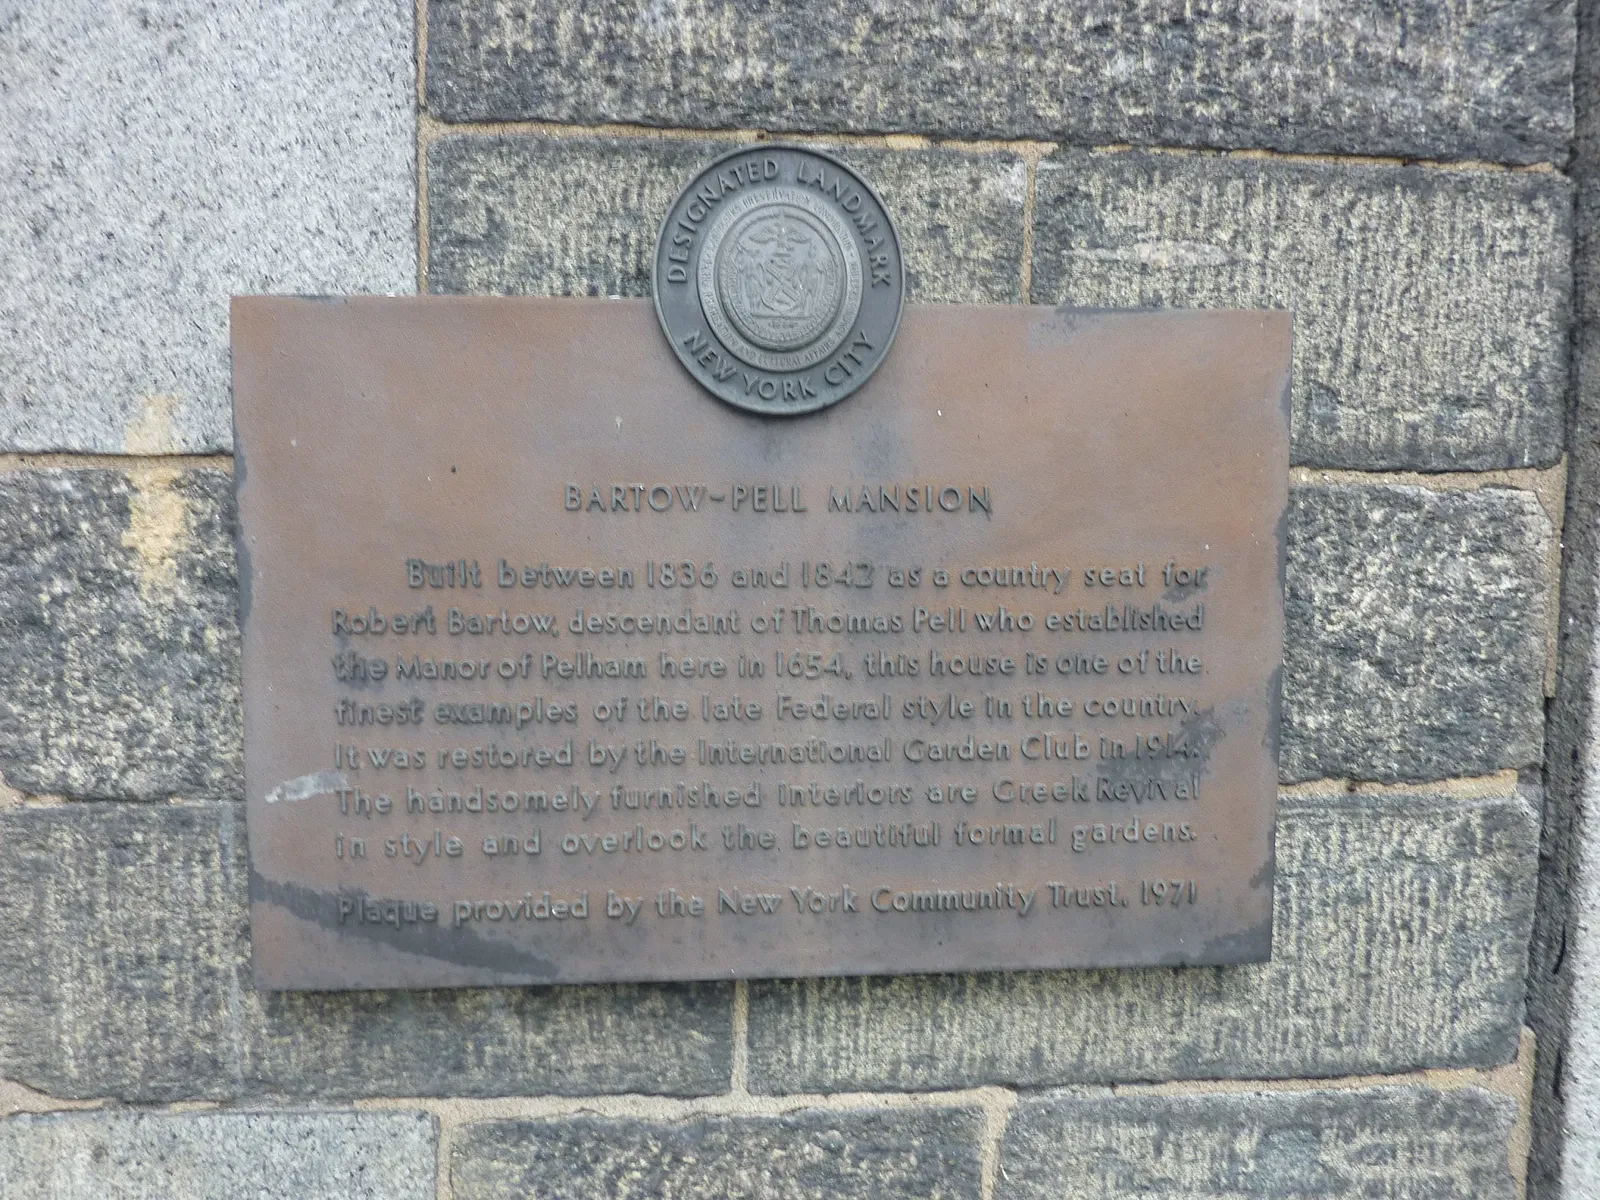 DESIGNATED LANDMARK
NEW YORK CITY
BARTOW-PELL MANSION
Built between 1836 and 1842 as a country seat for
Robert Bartow, descendant of Thomas Pell who established
the Manor of Pelham here in 1654, this house is one of the
finest examples of the late Federal style in the country.
It was restored by the International Garden Club in 1914.
The handsomely furnished interiors are Greek Revival
in style and overlook the beautiful formal gardens.
Plaque provided by the New York Community Trust, 1971